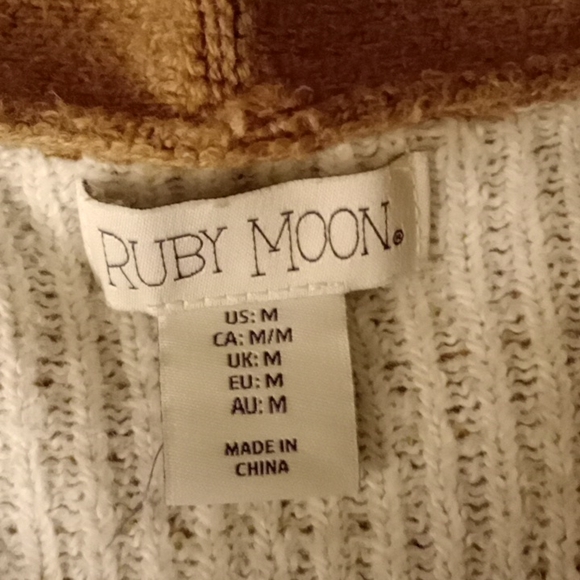 RUBY MOON®
US: M
CA: M/M
UK: M
EU: M
AU: M
MADE IN
CHINA